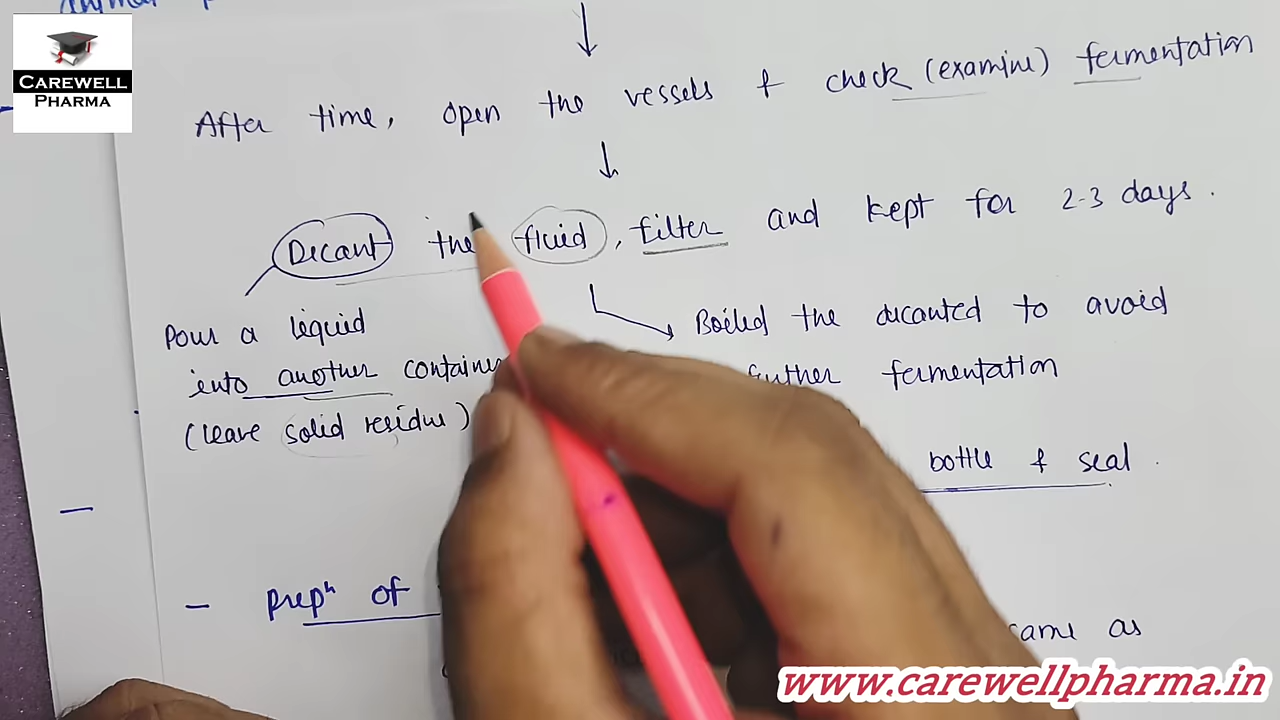 CAREWELL
PHARMA
After time, open the vessels & check (examine) fermentation
Decant the fluid, filter and kept for 2-3 days.
Pour a liquid
into another container
(leave solid residue)
Boiled the decanted to avoid
further fermentation
bottle & seal.
- prepⁿ of
same as
www.carewellpharma.in